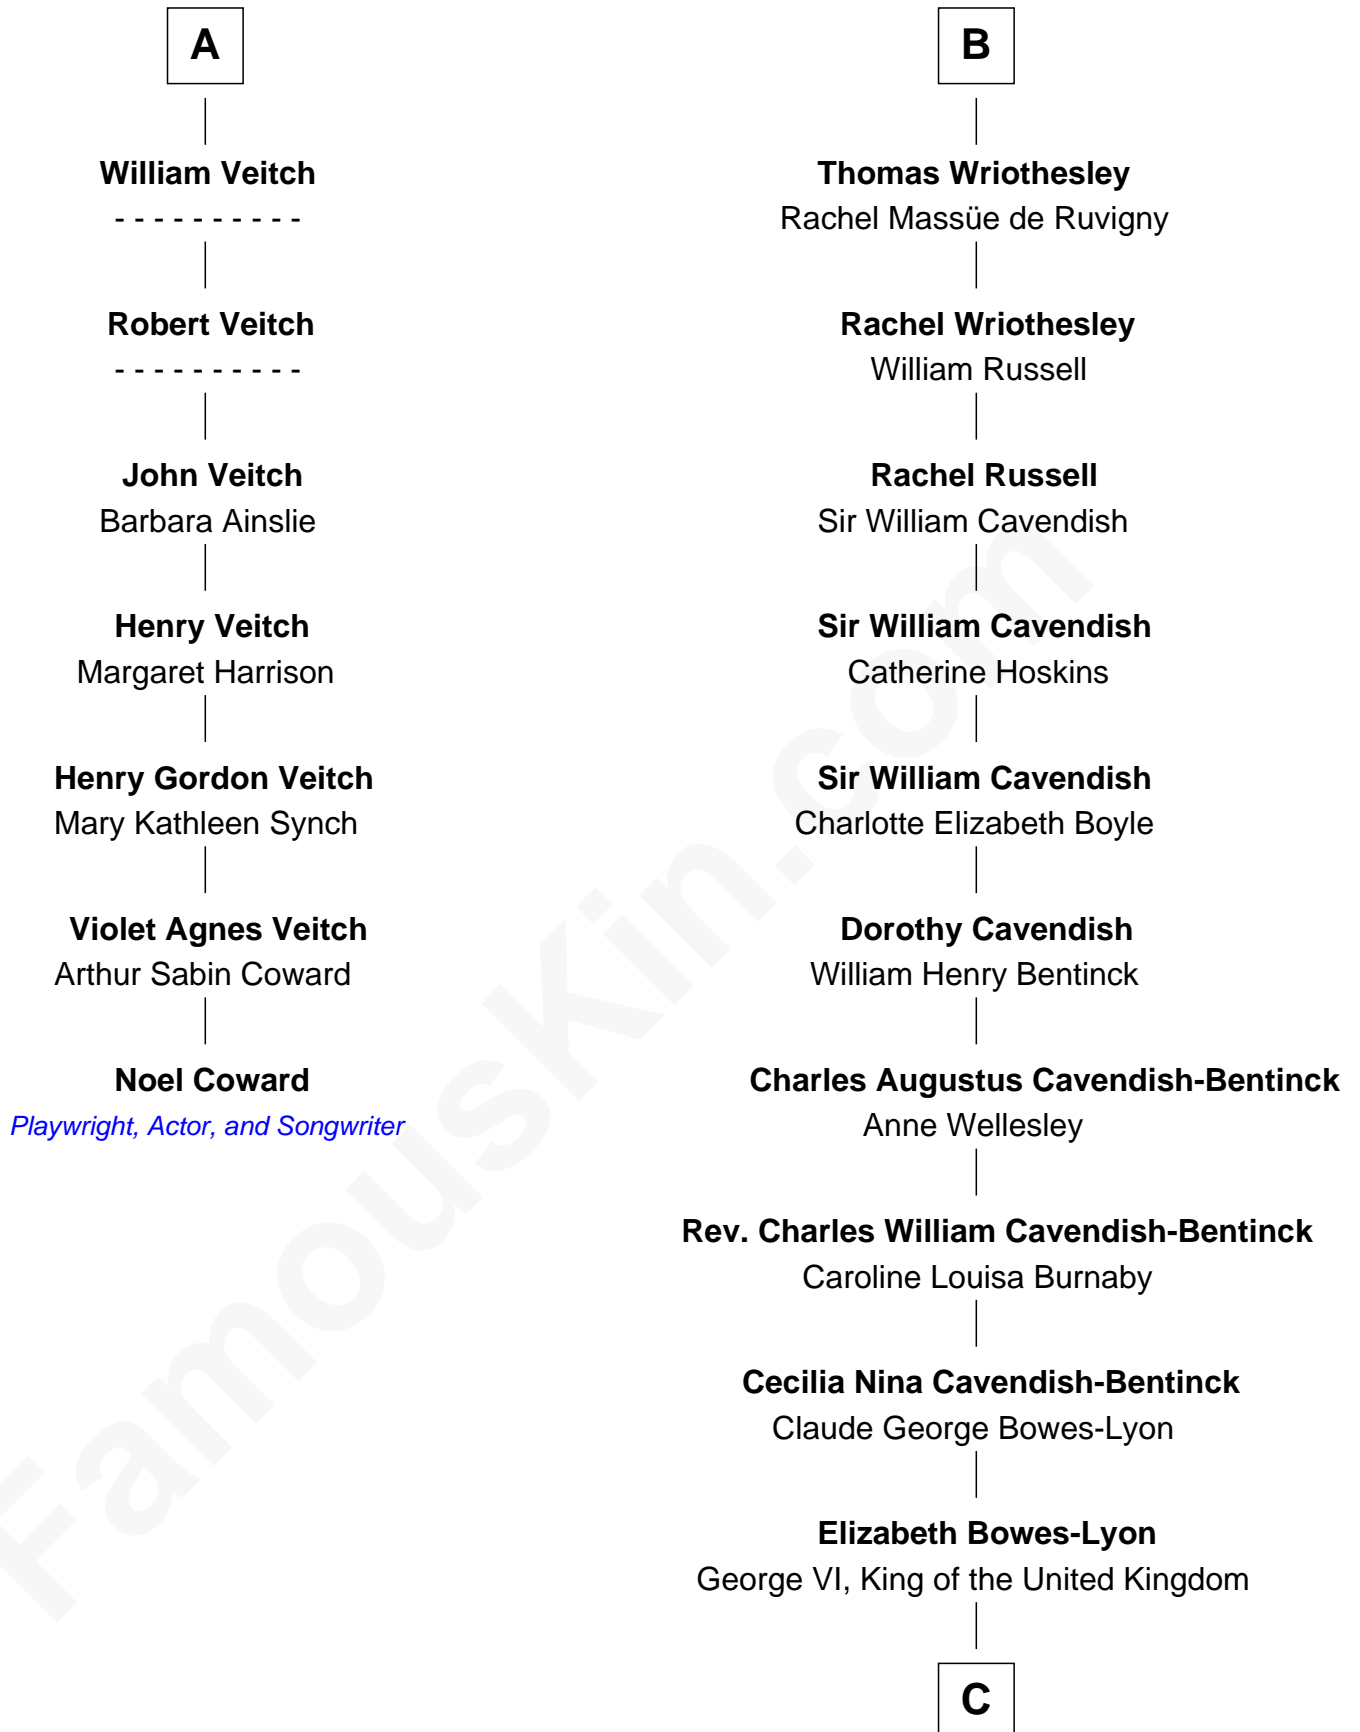 A
William Veitch
- - - - - - - - - -
Robert Veitch
- - - - - - - - - -
John Veitch
Barbara Ainslie
Henry Veitch
Margaret Harrison
Henry Gordon Veitch
Mary Kathleen Synch
Violet Agnes Veitch
Arthur Sabin Coward
Noel Coward
Playwright, Actor, and Songwriter
B
Thomas Wriothesley
Rachel Massüe de Ruvigny
Rachel Wriothesley
William Russell
Rachel Russell
Sir William Cavendish
Sir William Cavendish
Catherine Hoskins
Sir William Cavendish
Charlotte Elizabeth Boyle
Dorothy Cavendish
William Henry Bentinck
Charles Augustus Cavendish-Bentinck
Anne Wellesley
Rev. Charles William Cavendish-Bentinck
Caroline Louisa Burnaby
Cecilia Nina Cavendish-Bentinck
Claude George Bowes-Lyon
Elizabeth Bowes-Lyon
George VI, King of the United Kingdom
C
FamousKin.com